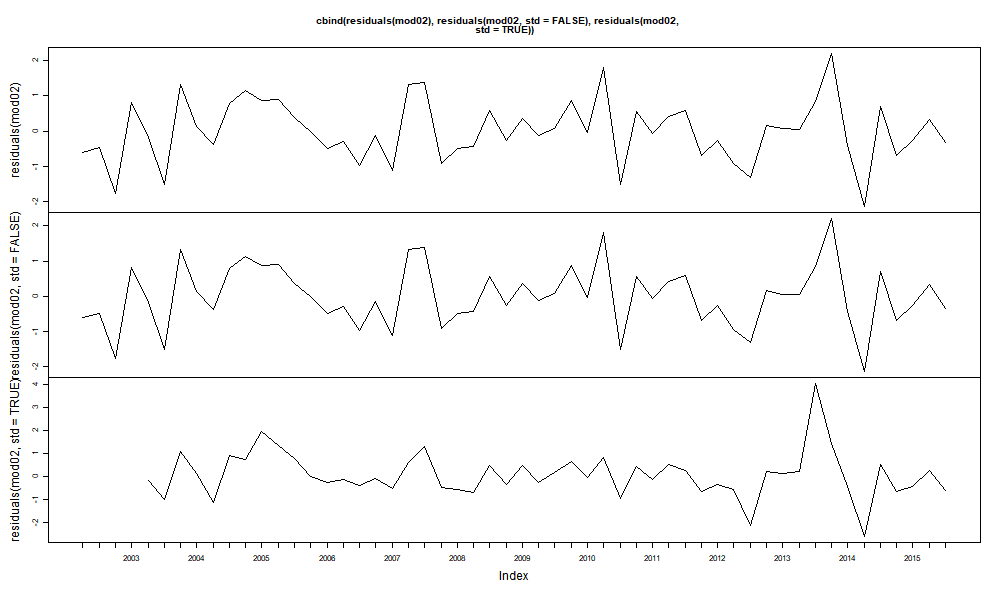 cbind(residuals(mod02), residuals(mod02, std = FALSE), residuals(mod02,
std = TRUE))
residuals(mod02)
2
1
0
-1
-2
residuals(mod02, std = FALSE)
2
1
0
-1
-2
residuals(mod02, std = TRUE)
4
3
2
1
0
-1
-2
2003 2004 2005 2006 2007 2008 2009 2010 2011 2012 2013 2014 2015
Index